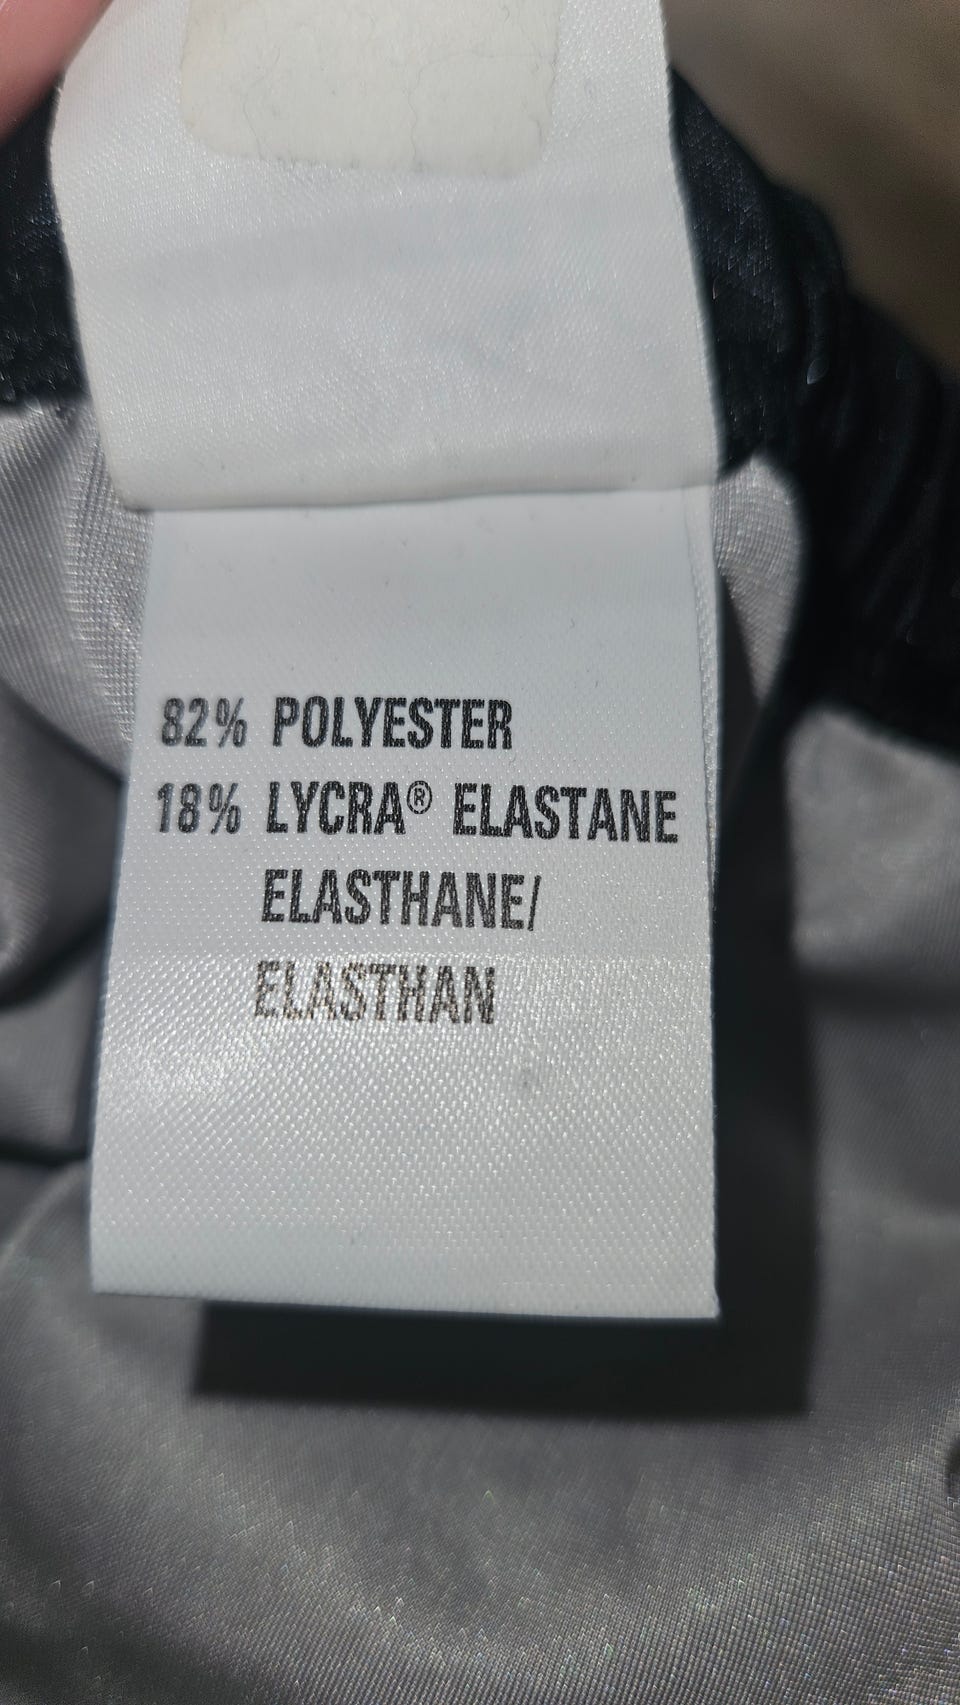 82% POLYESTER
18% LYCRA® ELASTANE
ELASTHANE/
ELASTHAN